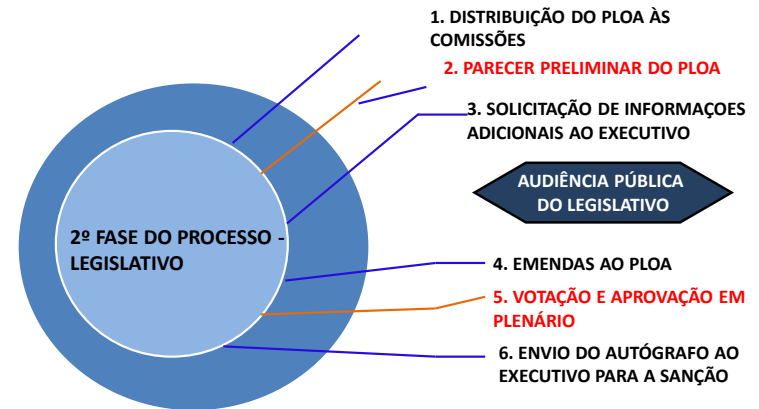 1. DISTRIBUIÇÃO DO PLOA ÀS
COMISSÕES
2. PARECER PRELIMINAR DO PLOA
3. SOLICITAÇÃO DE INFORMAÇOES
ADICIONAIS AO EXECUTIVO
AUDIÊNCIA PÚBLICA
DO LEGISLATIVO
2º FASE DO PROCESSO -
LEGISLATIVO
4. EMENDAS AO PLOA
5. VOTAÇÃO E APROVAÇÃO EM
PLENÁRIO
6. ENVIO DO AUTÓGRAFO AO
EXECUTIVO PARA A SANÇÃO